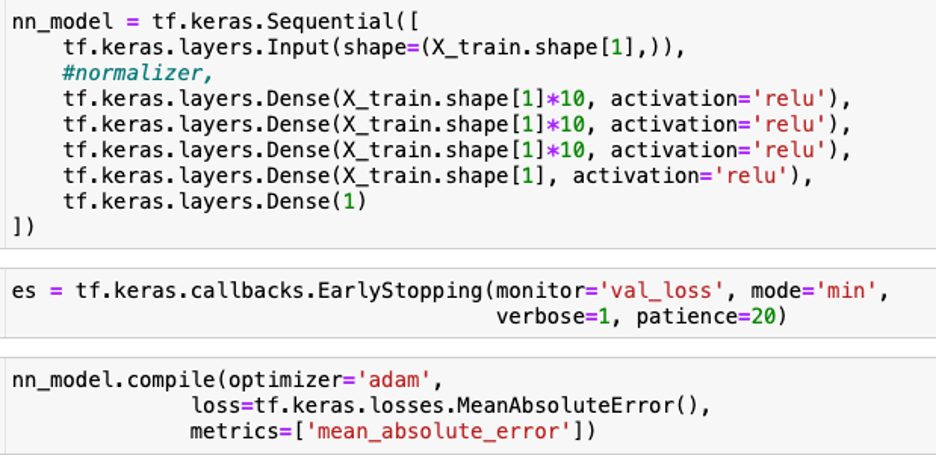 nn_model = tf.keras.Sequential([
    tf.keras.layers.Input(shape=(X_train.shape[1],)),
    #normalizer,
    tf.keras.layers.Dense(X_train.shape[1]*10, activation='relu'),
    tf.keras.layers.Dense(X_train.shape[1]*10, activation='relu'),
    tf.keras.layers.Dense(X_train.shape[1]*10, activation='relu'),
    tf.keras.layers.Dense(X_train.shape[1], activation='relu'),
    tf.keras.layers.Dense(1)
])
es = tf.keras.callbacks.EarlyStopping(monitor='val_loss', mode='min',
                                      verbose=1, patience=20)
nn_model.compile(optimizer='adam',
              loss=tf.keras.losses.MeanAbsoluteError(),
              metrics=['mean_absolute_error'])